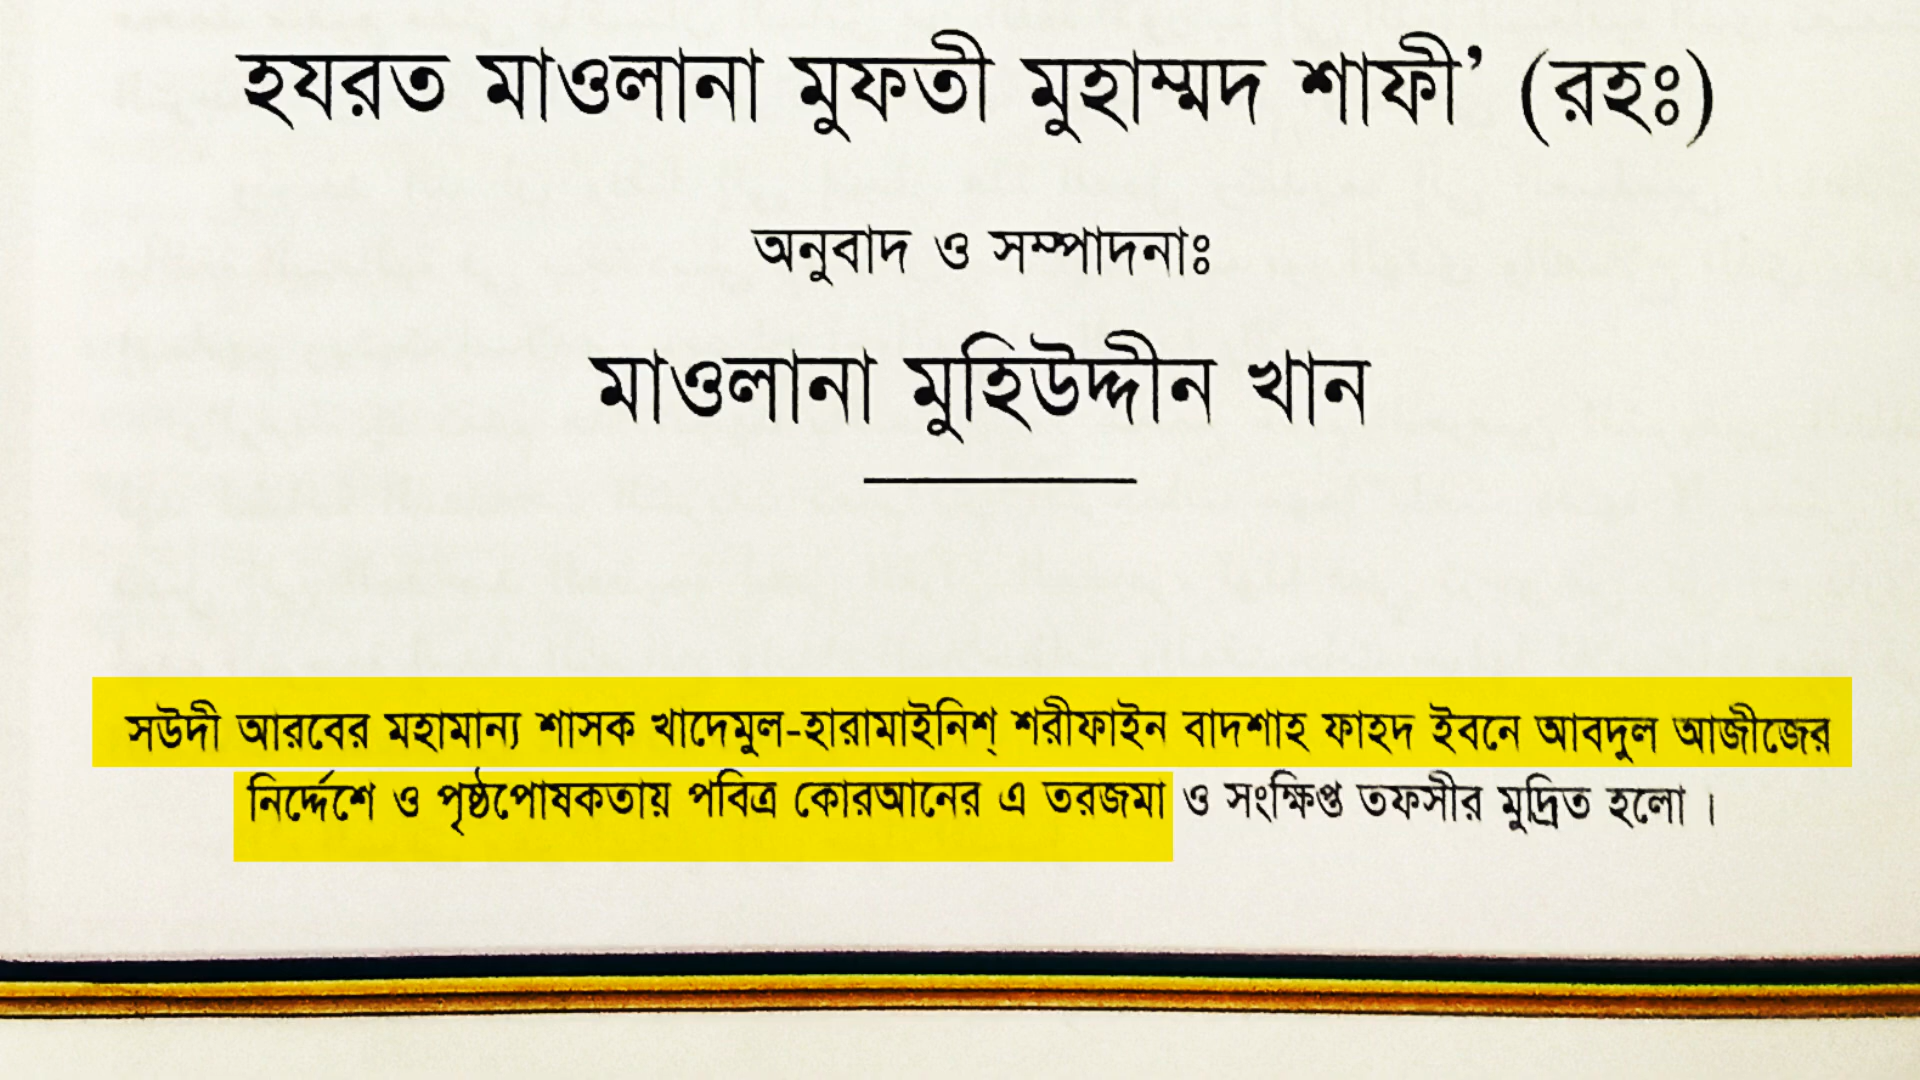 হযরত মাওলানা মুফতী মুহাম্মদ শাফী’ (রহঃ)
অনুবাদ ও সম্পাদনাঃ
মাওলানা মুহিউদ্দীন খান
সউদী আরবের মহামান্য শাসক খাদেমুল-হারামাইনিশ্ শরীফাইন বাদশাহ ফাহদ ইবনে আবদুল আজীজের
নির্দ্দেশে ও পৃষ্ঠপোষকতায় পবিত্র কোরআনের এ তরজমা ও সংক্ষিপ্ত তফসীর মুদ্রিত হলো ।